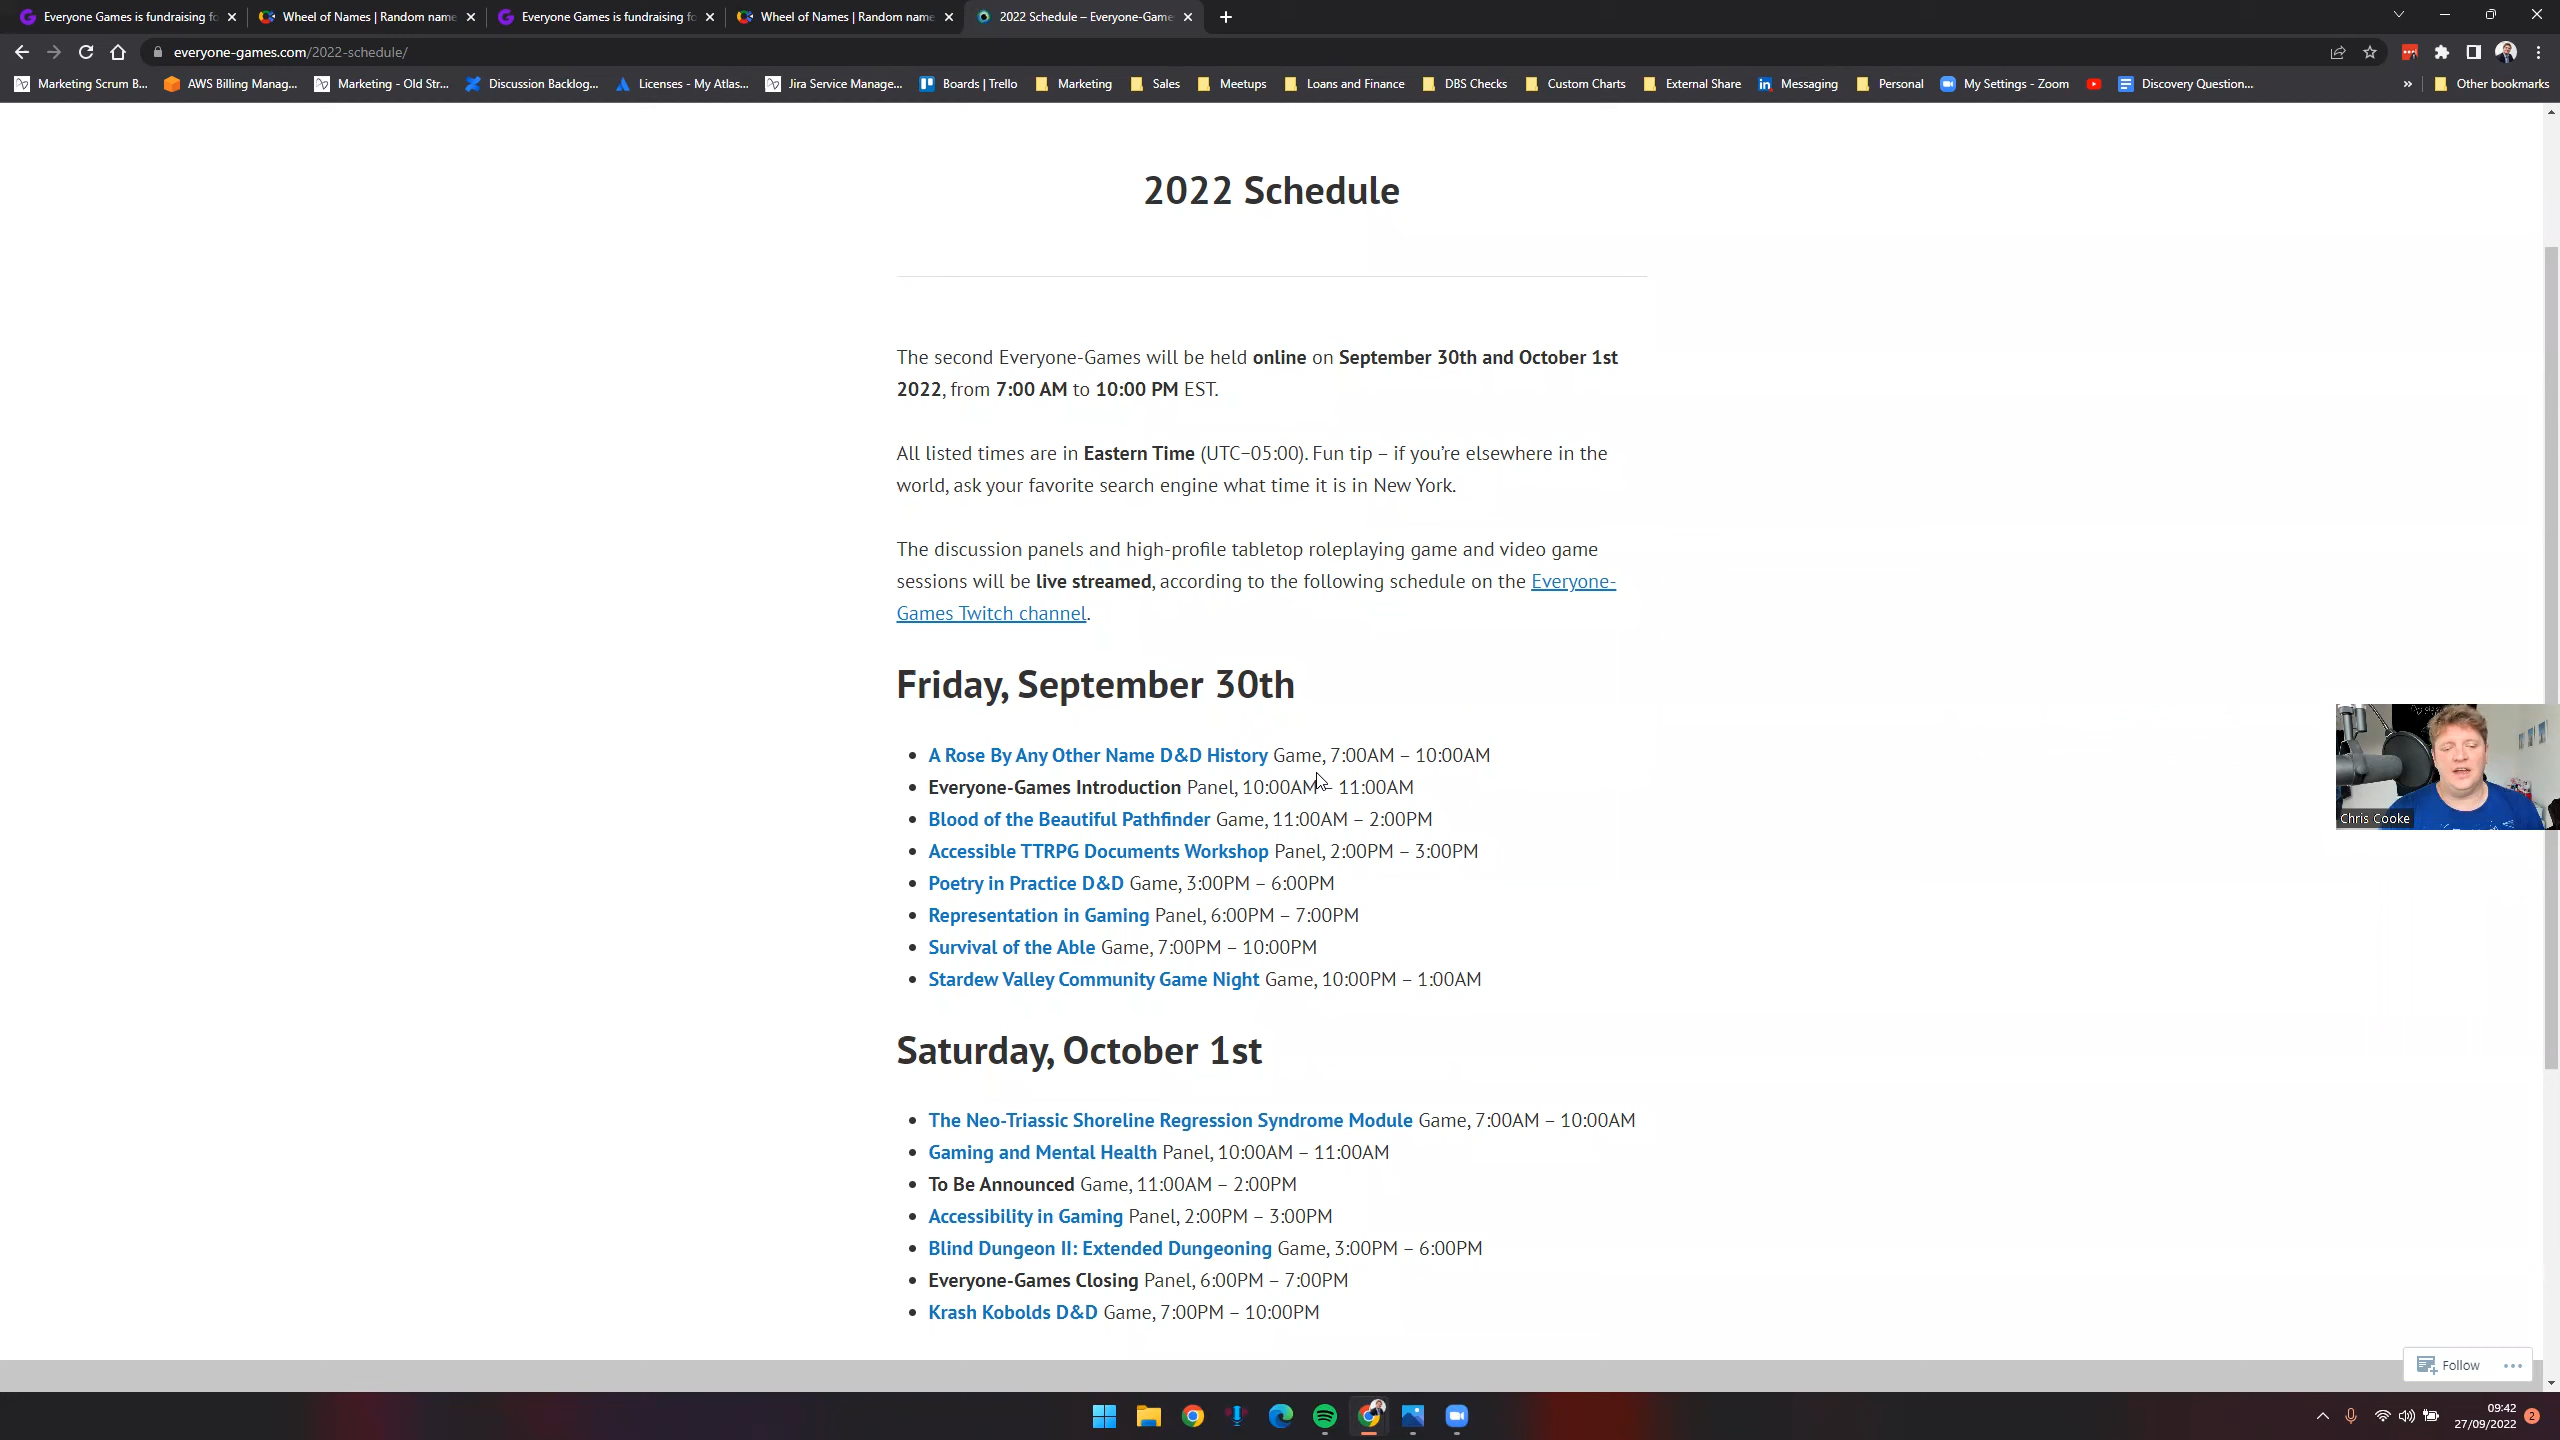 Everyone Games is fundraising fo
Wheel of Names | Random name
Everyone Games is fundraising fo
Wheel of Names | Random name
2022 Schedule – Everyone-Game
everyone-games.com/2022-schedule/
Marketing Scrum B...
AWS Billing Manag...
Marketing - Old Str...
Discussion Backlog...
Licenses - My Atlas...
Jira Service Manage...
Boards | Trello
Marketing
Sales
Meetups
Loans and Finance
DBS Checks
Custom Charts
External Share
Messaging
Personal
My Settings - Zoom
Discovery Question...
»
Other bookmarks
2022 Schedule
The second Everyone-Games will be held online on September 30th and October 1st
2022, from 7:00 AM to 10:00 PM EST.
All listed times are in Eastern Time (UTC−05:00). Fun tip – if you’re elsewhere in the
world, ask your favorite search engine what time it is in New York.
The discussion panels and high-profile tabletop roleplaying game and video game
sessions will be live streamed, according to the following schedule on the Everyone-
Games Twitch channel.
Friday, September 30th
• A Rose By Any Other Name D&D History Game, 7:00AM – 10:00AM
• Everyone-Games Introduction Panel, 10:00AM – 11:00AM
• Blood of the Beautiful Pathfinder Game, 11:00AM – 2:00PM
• Accessible TTRPG Documents Workshop Panel, 2:00PM – 3:00PM
• Poetry in Practice D&D Game, 3:00PM – 6:00PM
• Representation in Gaming Panel, 6:00PM – 7:00PM
• Survival of the Able Game, 7:00PM – 10:00PM
• Stardew Valley Community Game Night Game, 10:00PM – 1:00AM
Saturday, October 1st
• The Neo-Triassic Shoreline Regression Syndrome Module Game, 7:00AM – 10:00AM
• Gaming and Mental Health Panel, 10:00AM – 11:00AM
• To Be Announced Game, 11:00AM – 2:00PM
• Accessibility in Gaming Panel, 2:00PM – 3:00PM
• Blind Dungeon II: Extended Dungeoning Game, 3:00PM – 6:00PM
• Everyone-Games Closing Panel, 6:00PM – 7:00PM
• Krash Kobolds D&D Game, 7:00PM – 10:00PM
Chris Cooke
Follow
09:42
27/09/2022
2